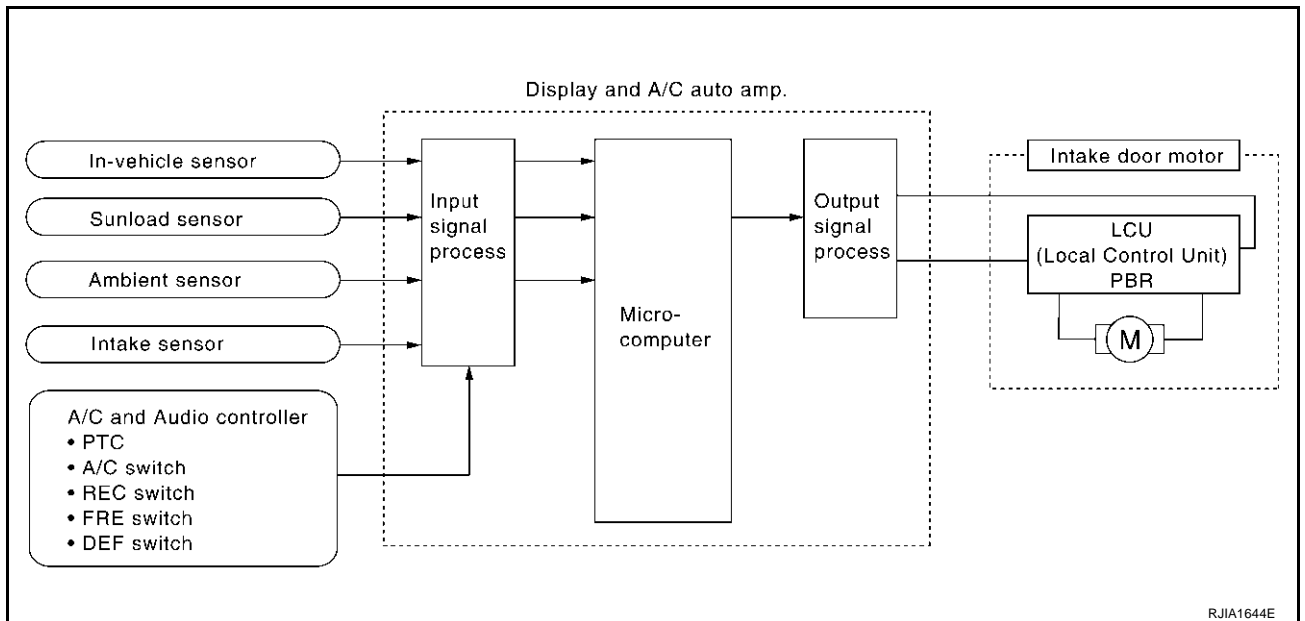 Display and A/C auto amp.
In-vehicle sensor
Sunload sensor
Ambient sensor
Intake sensor
A/C and Audio controller
• PTC
• A/C switch
• REC switch
• FRE switch
• DEF switch
Input
signal
process
Micro-
computer
Output
signal
process
Intake door motor
LCU
(Local Control Unit)
PBR
M
RJIA1644E